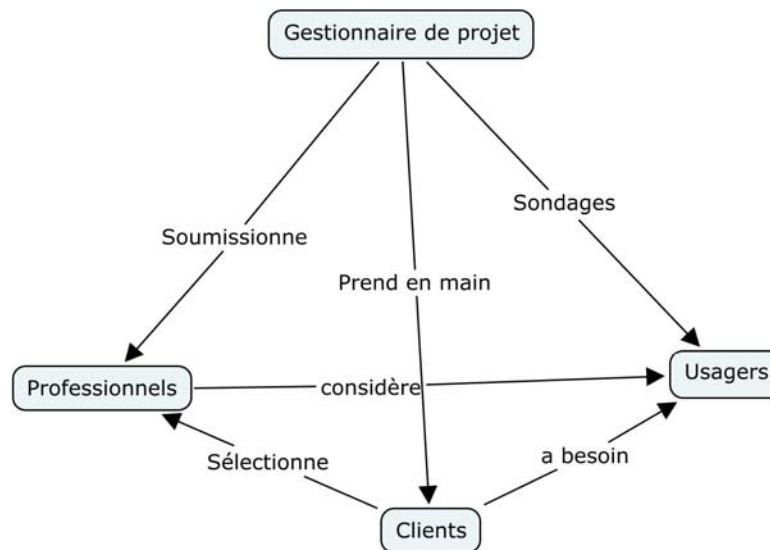 Gestionnaire de projet
Sondages
Soumissionne
Prend en main
Usagers
Professionnels
considère
a besoin
Sélectionne
Clients